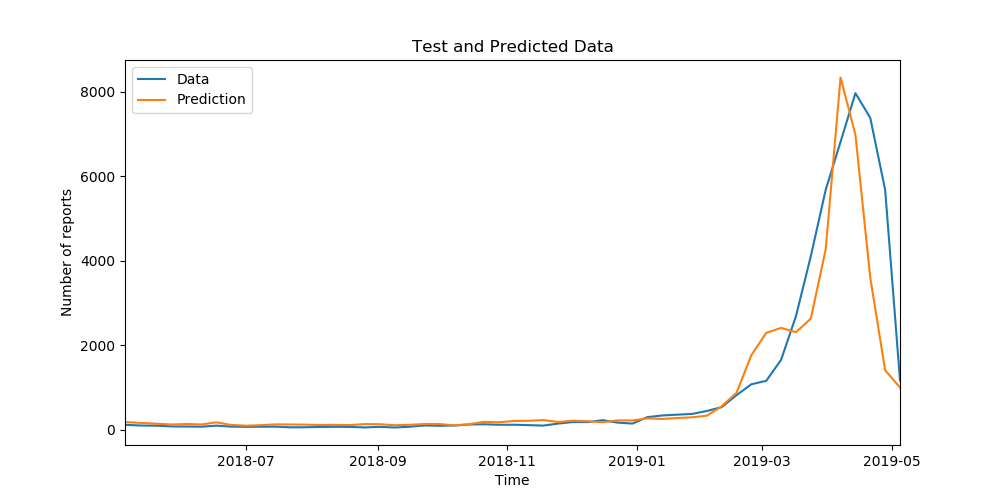 Test and Predicted Data
Data
Prediction
8000
6000
4000
2000
0
Number of reports
2018-07 2018-09 2018-11 2019-01 2019-03 2019-05
Time